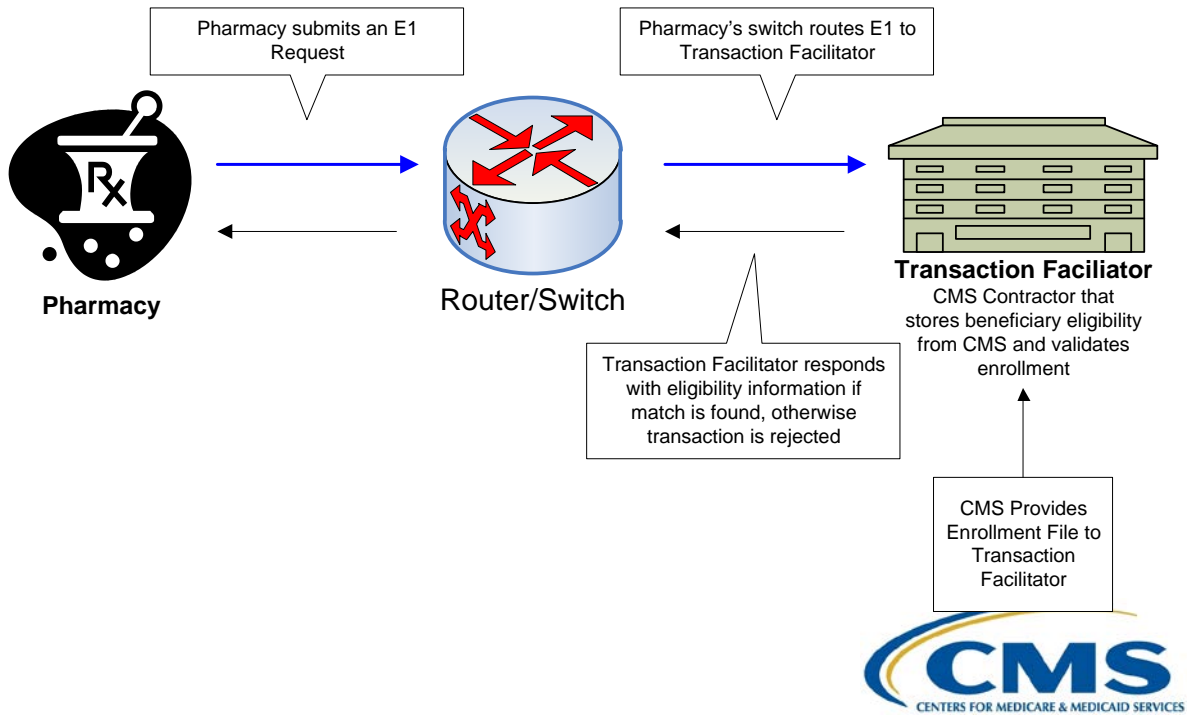 Pharmacy submits an E1
Request
Pharmacy's switch routes E1 to
Transaction Facilitator
Rx
Pharmacy
Router/Switch
Transaction Faciliator
CMS Contractor that
stores beneficiary eligibility
from CMS and validates
enrollment
Transaction Facilitator responds
with eligibility information if
match is found, otherwise
transaction is rejected
CMS Provides
Enrollment File to
Transaction
Facilitator
CMS
CENTERS FOR MEDICARE & MEDICAID SERVICES